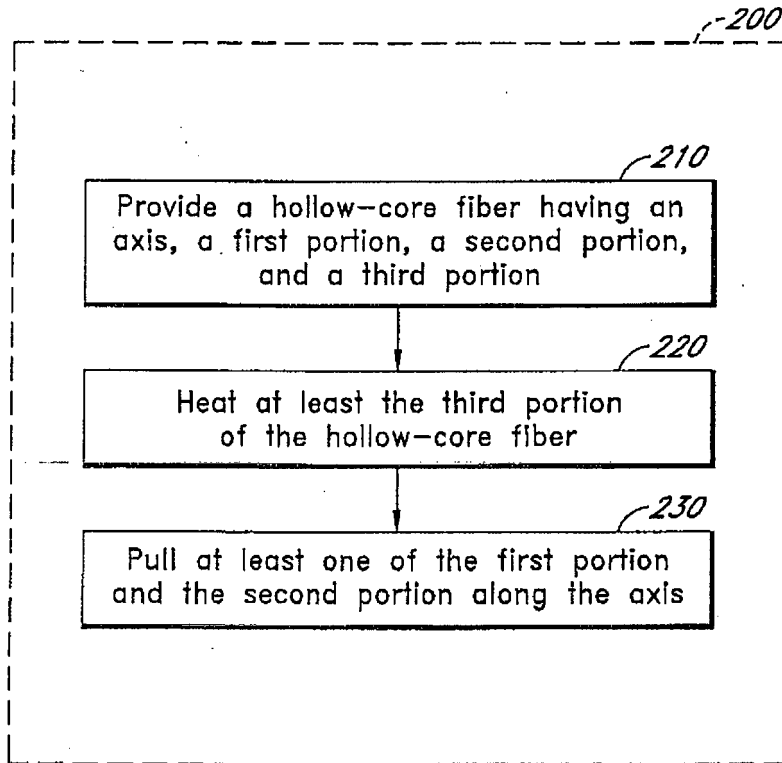 200
210
Provide a hollow-core fiber having an
axis, a first portion, a second portion,
and a third portion
220
Heat at least the third portion
of the hollow-core fiber
230
Pull at least one of the first portion
and the second portion along the axis